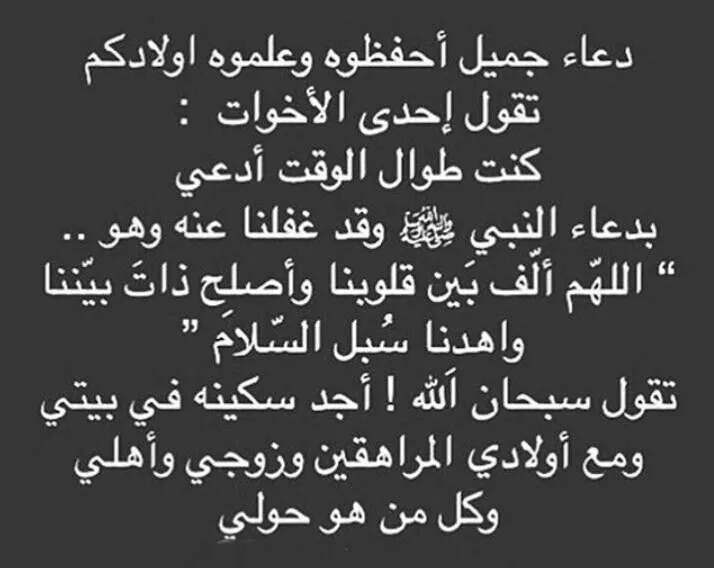 دعاء جميل أحفظوه وعلموه اولادكم
تقول إحدى الأخوات :
كنت طوال الوقت أدعي
بدعاء النبي ﷺ وقد غفلنا عنه وهو ..
“ اللهّم ألّف بَين قلوبنا وأصلح ذاتَ بيّننا
واهدنا سُبل السّلامَ ”
تقول سبحان اَلله ! أجد سكينه في بيتي
ومع أولادي المراهقين وزوجي وأهلي
وكل من هو حولي